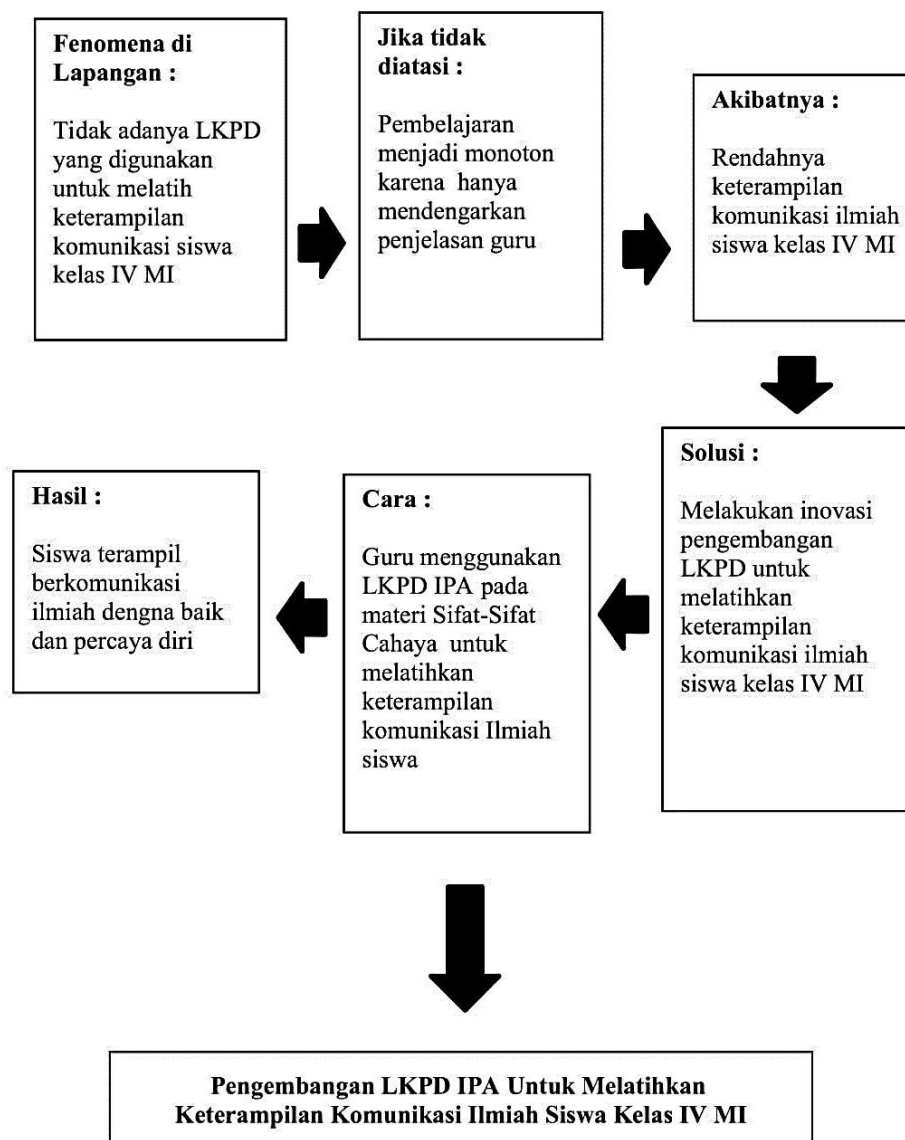 Fenomena di
Lapangan :
Tidak adanya LKPD
yang digunakan
untuk melatih
keterampilan
komunikasi siswa
kelas IV MI
Jika tidak
diatasi :
Pembelajaran
menjadi monoton
karena hanya
mendengarkan
penjelasan guru
Akibatnya :
Rendahnya
keterampilan
komunikasi ilmiah
siswa kelas IV MI
Solusi :
Melakukan inovasi
pengembangan
LKPD untuk
melatihkan
keterampilan
komunikasi ilmiah
siswa kelas IV MI
Cara :
Guru menggunakan
LKPD IPA pada
materi Sifat-Sifat
Cahaya untuk
melatihkan
keterampilan
komunikasi Ilmiah
siswa
Hasil :
Siswa terampil
berkomunikasi
ilmiah dengna baik
dan percaya diri
Pengembangan LKPD IPA Untuk Melatihkan
Keterampilan Komunikasi Ilmiah Siswa Kelas IV MI